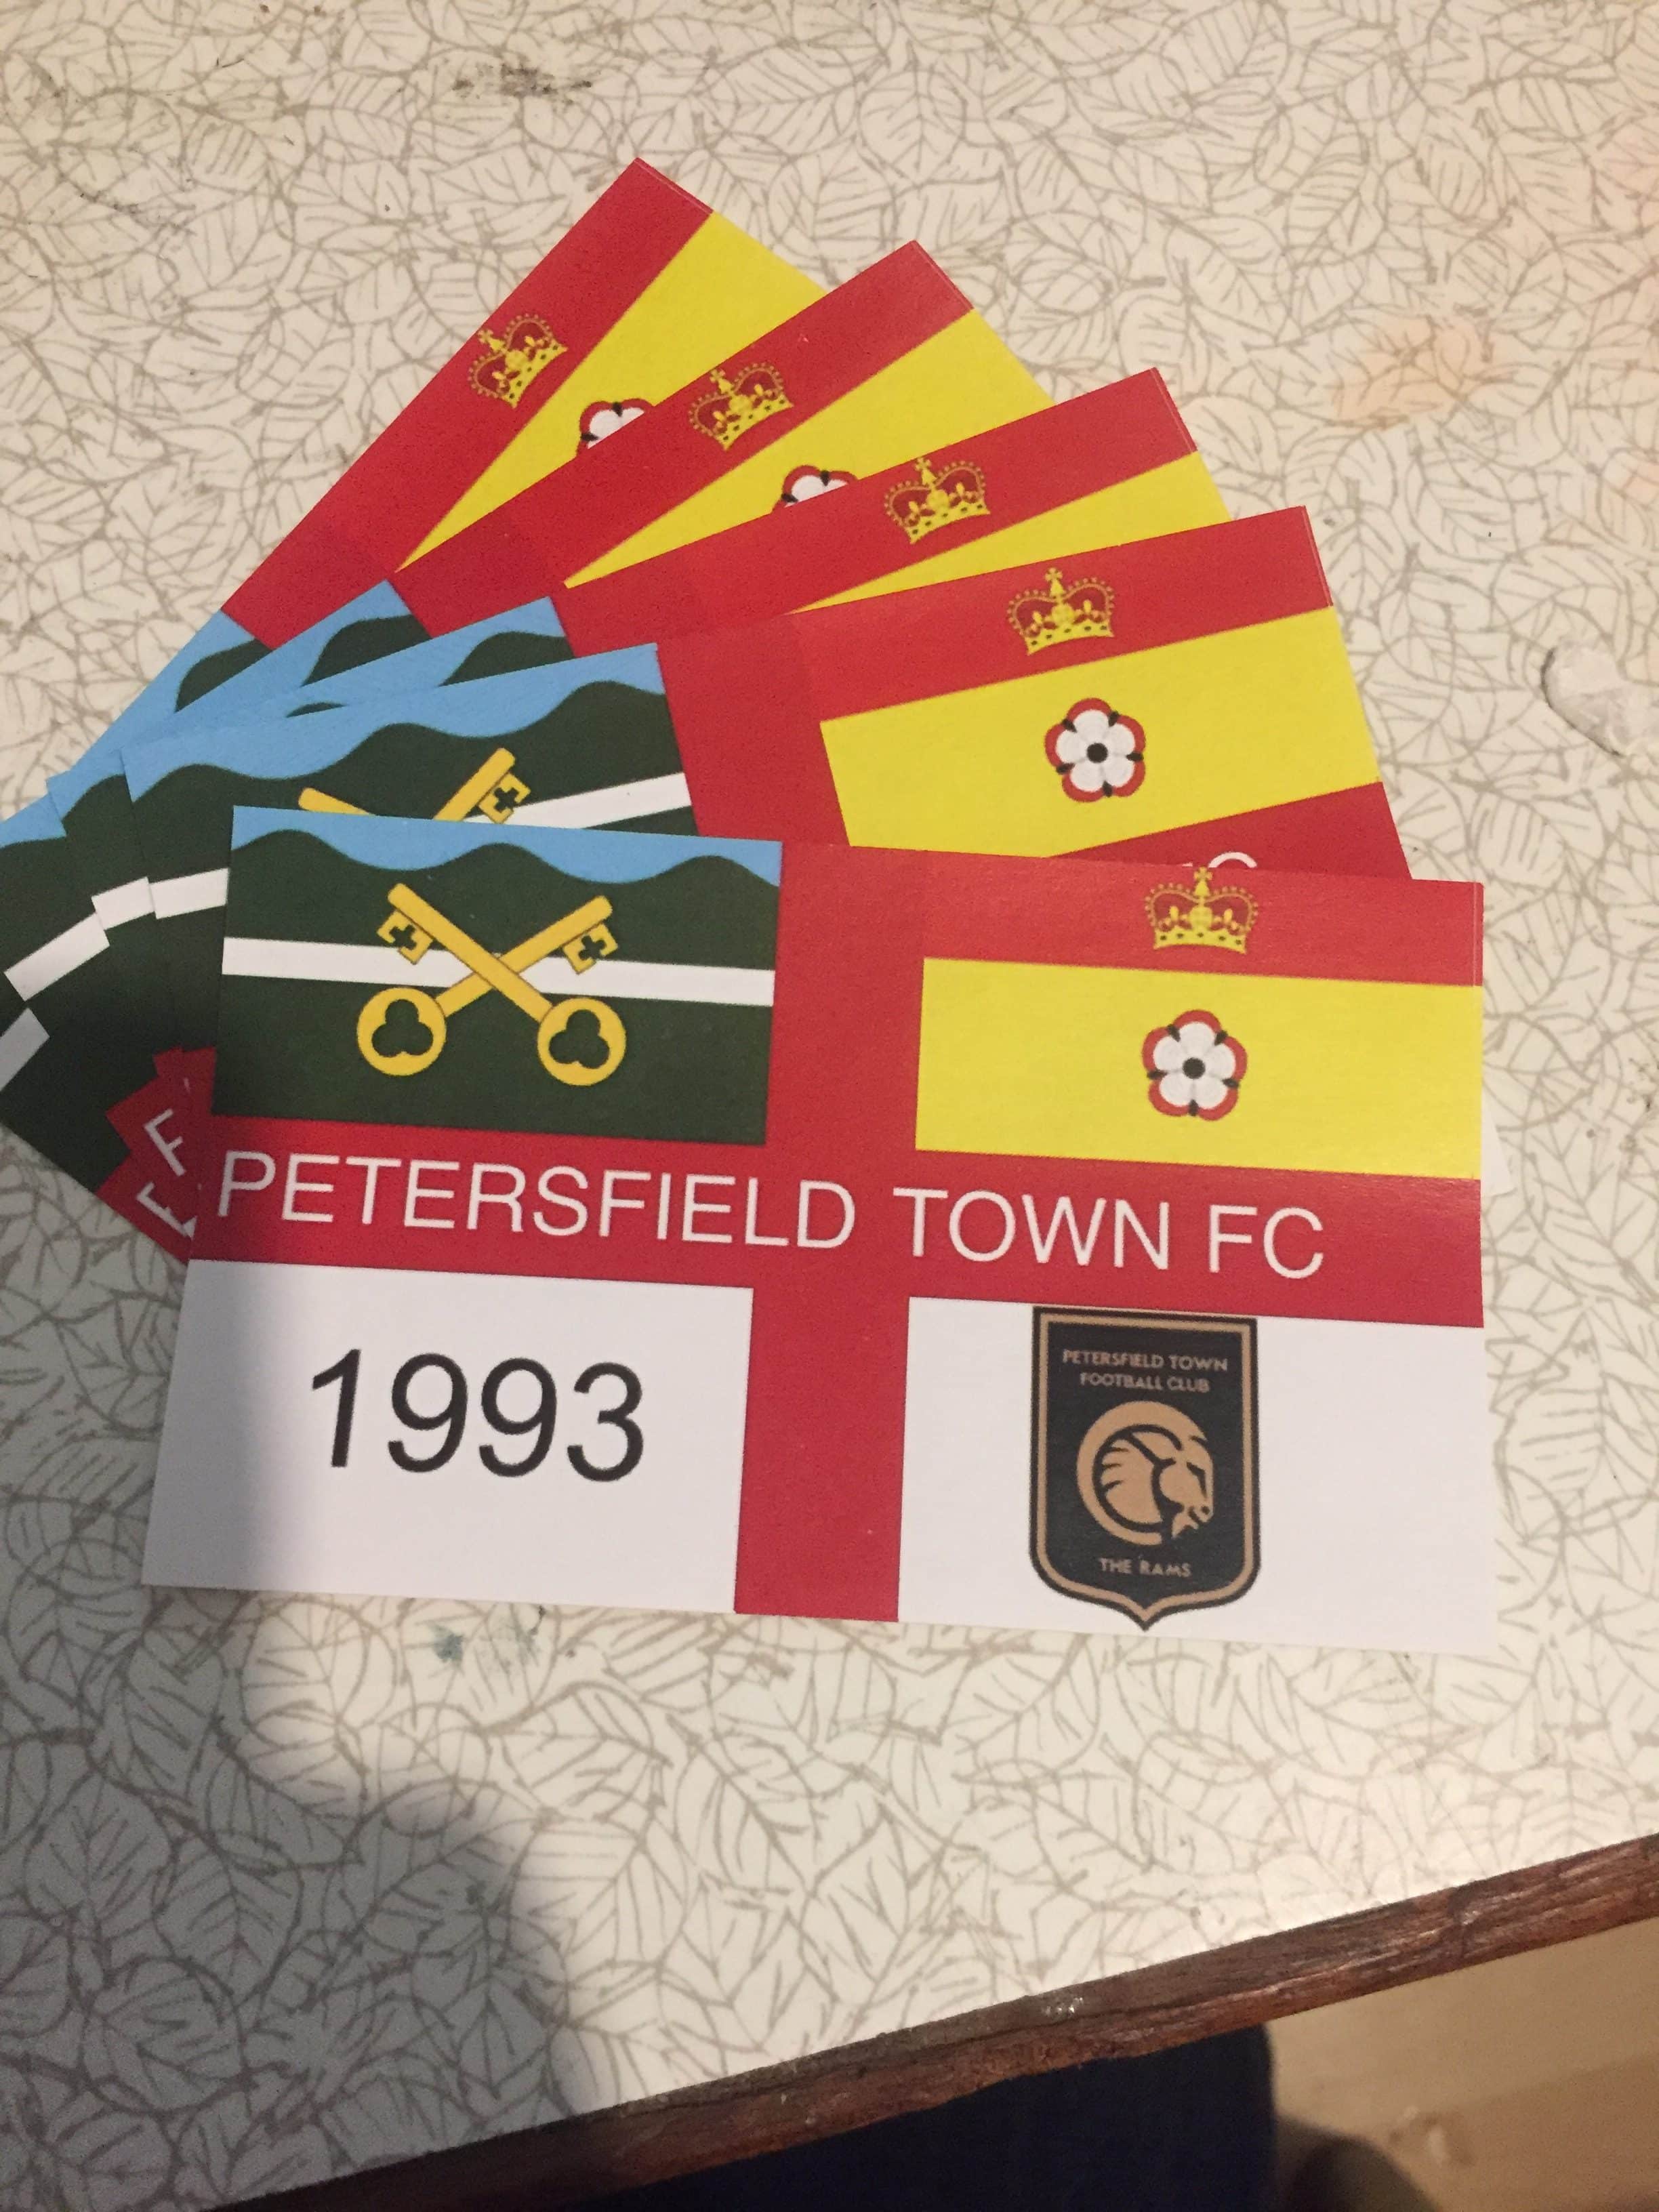 PETERSFIELD TOWN FC
1993
PETERSFIELD TOWN
FOOTBALL CLUB
THE RAMS